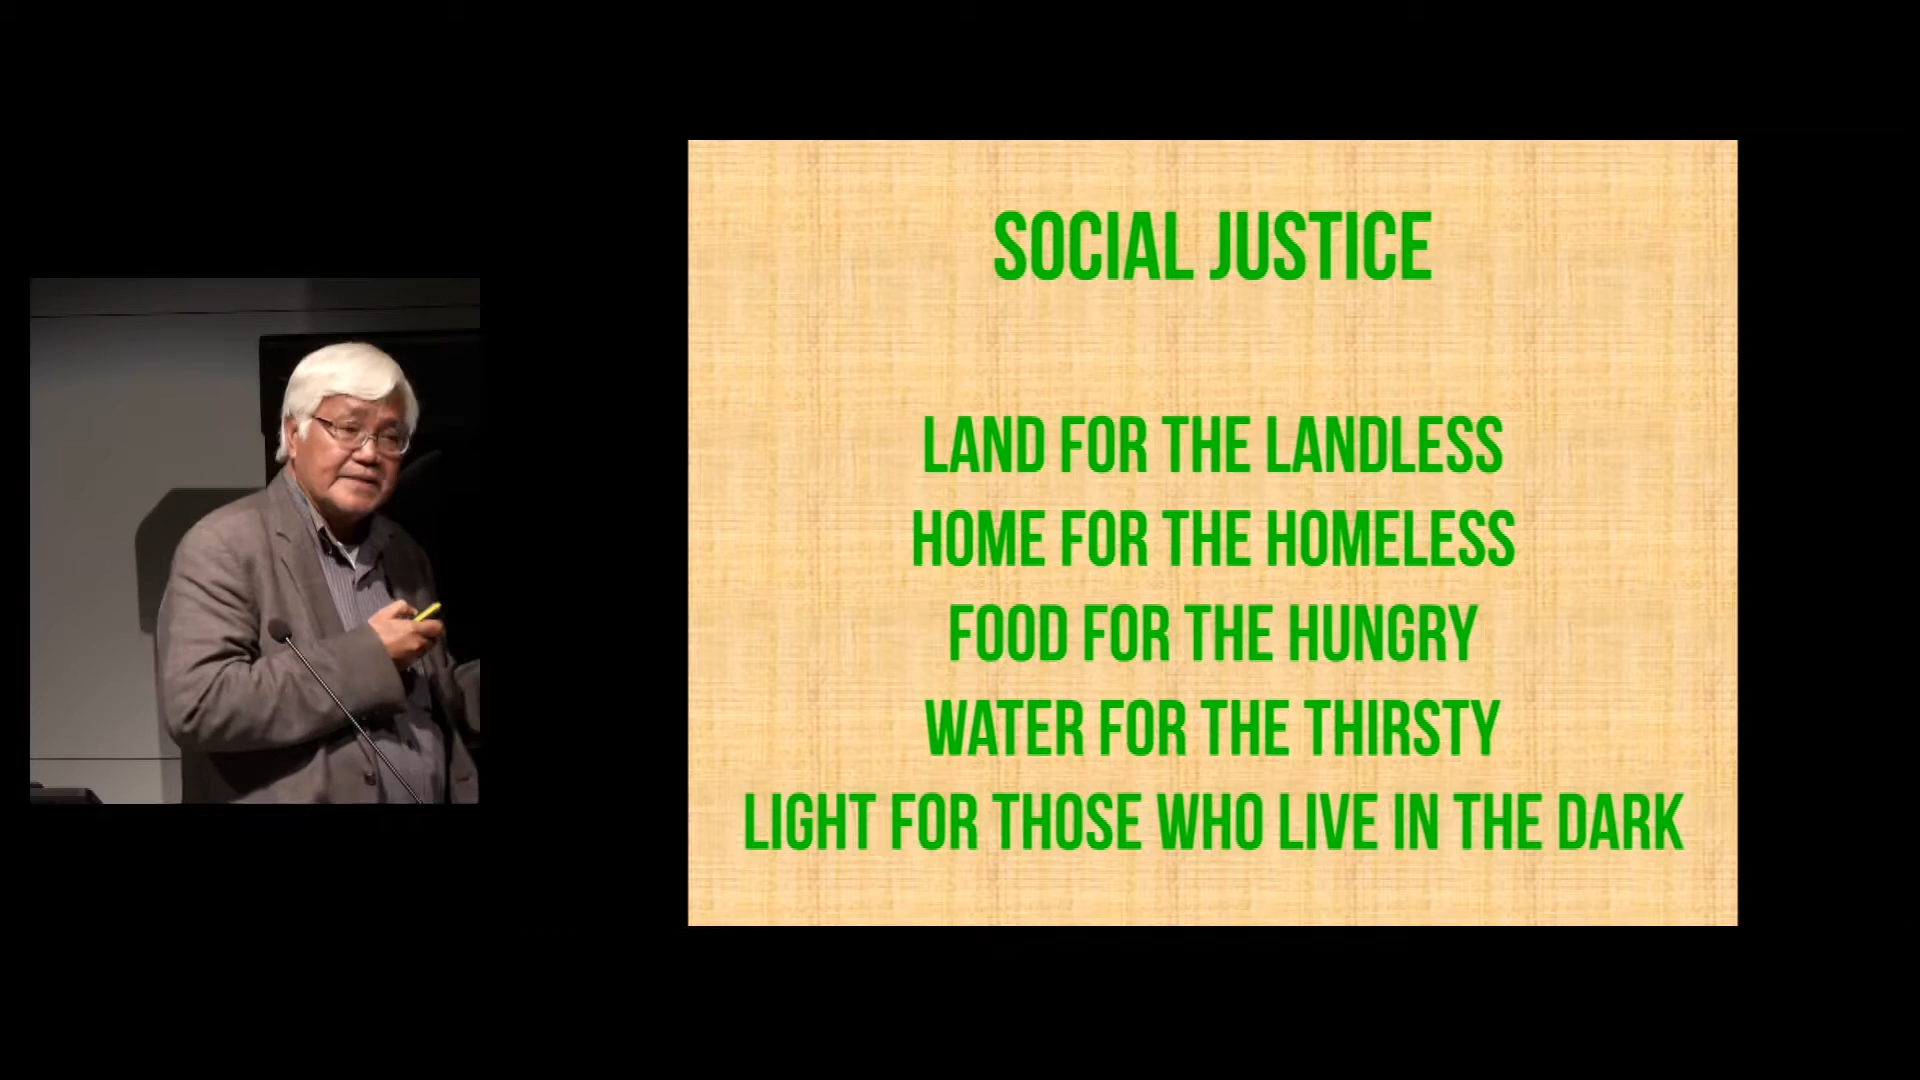 SOCIAL JUSTICE
LAND FOR THE LANDLESS
HOME FOR THE HOMELESS
FOOD FOR THE HUNGRY
WATER FOR THE THIRSTY
LIGHT FOR THOSE WHO LIVE IN THE DARK